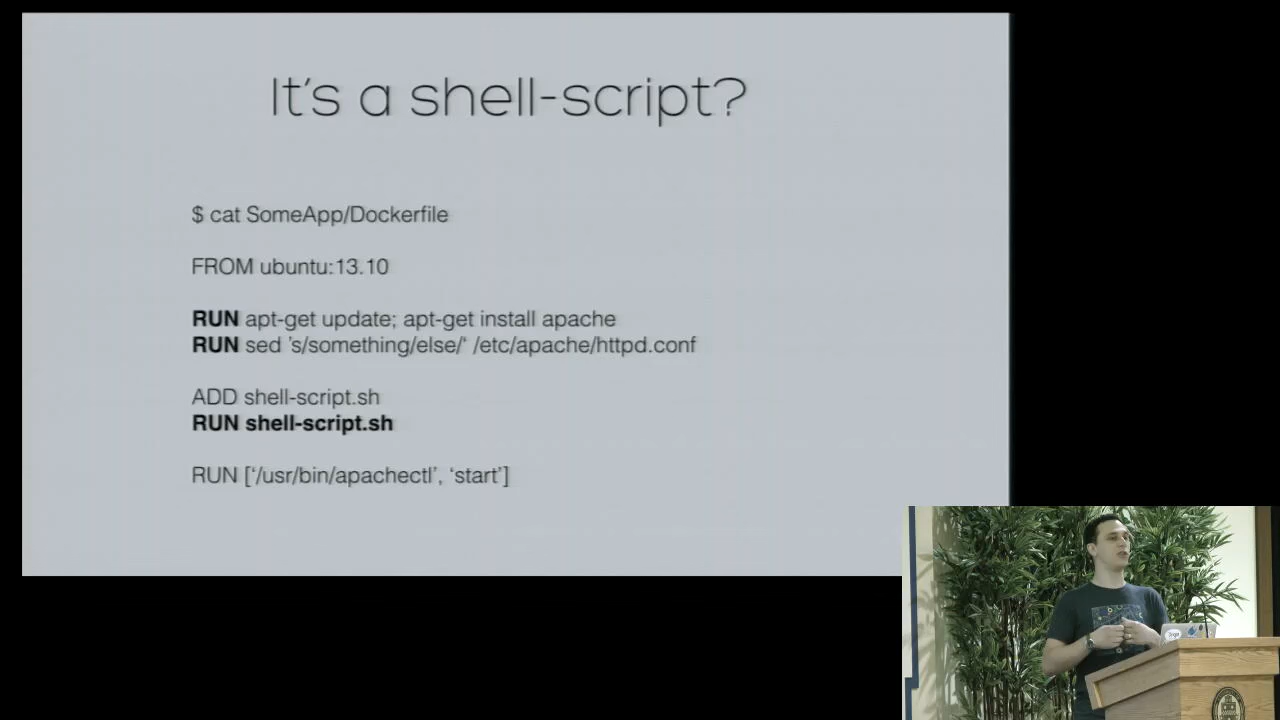 It's a shell-script?
$ cat SomeApp/Dockerfile
FROM ubuntu:13.10
RUN apt-get update; apt-get install apache
RUN sed 's/something/else/' /etc/apache/httpd.conf
ADD shell-script.sh
RUN shell-script.sh
RUN ['/usr/bin/apachectl', 'start']